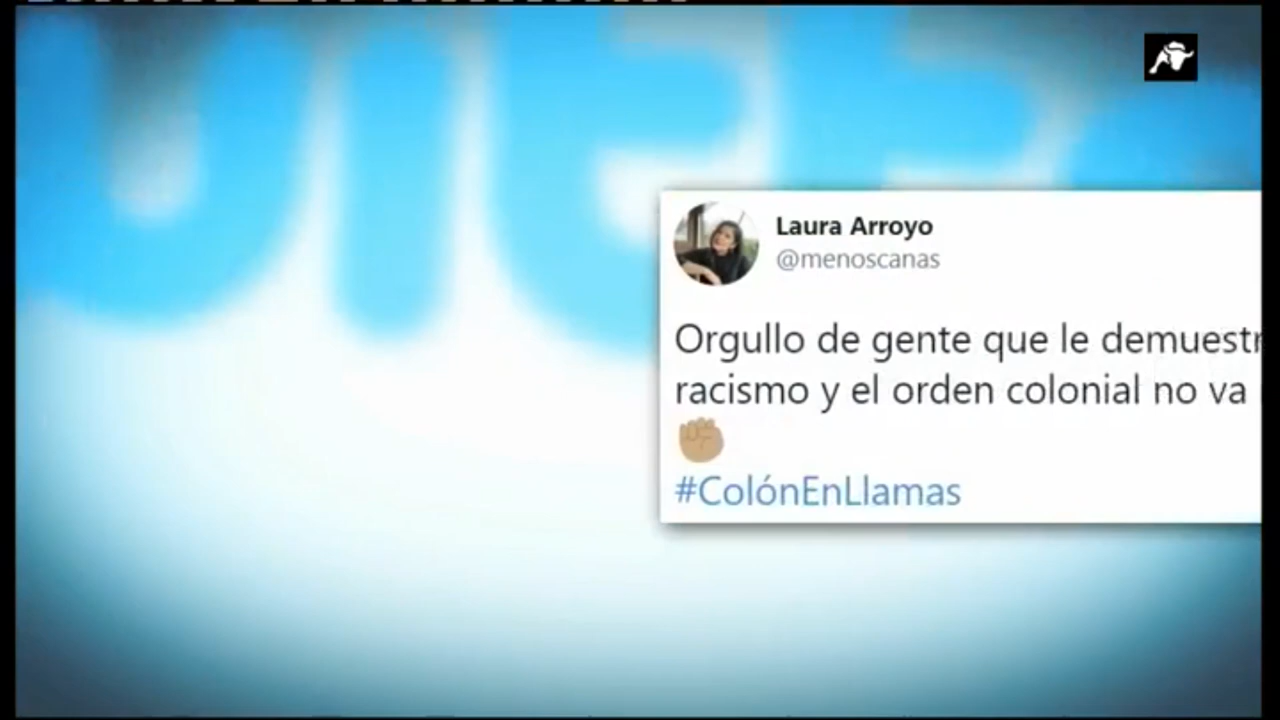 Laura Arroyo
@menoscanas
Orgullo de gente que le demuestr
racismo y el orden colonial no va
#ColónEnLlamas